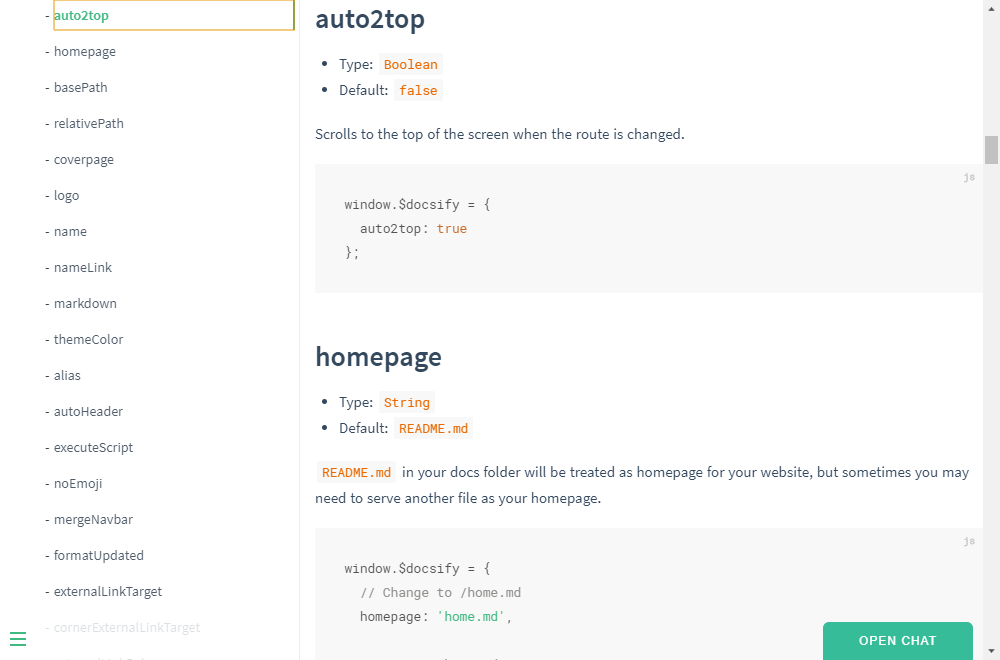 - auto2top
- homepage
- basePath
- relativePath
- coverpage
- logo
- name
- nameLink
- markdown
- themeColor
- alias
- autoHeader
- executeScript
- noEmoji
- mergeNavbar
- formatUpdated
- externalLinkTarget
- cornerExternalLinkTarget
auto2top
Type: Boolean
Default: false
Scrolls to the top of the screen when the route is changed.
js
window.$docsify = {
auto2top: true
};
homepage
Type: String
Default: README.md
README.md in your docs folder will be treated as homepage for your website, but sometimes you may
need to serve another file as your homepage.
js
window.$docsify = {
// Change to /home.md
homepage: 'home.md',
OPEN CHAT